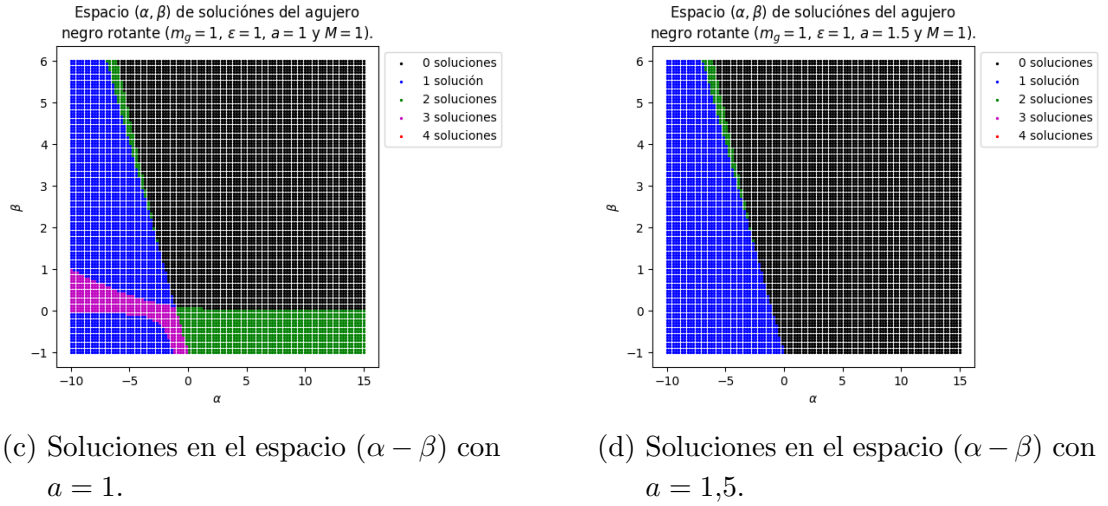 Espacio (α, β) de soluciónes del agujero
negro rotante (m_g = 1, ε = 1, a = 1 y M = 1).
0 soluciones
1 solución
2 soluciones
3 soluciones
4 soluciones
6
5
4
3
2
1
0
−1
β
−10
−5
0
5
10
15
α
(c) Soluciones en el espacio (α − β) con
a = 1.
Espacio (α, β) de soluciónes del agujero
negro rotante (m_g = 1, ε = 1, a = 1.5 y M = 1).
0 soluciones
1 solución
2 soluciones
3 soluciones
4 soluciones
6
5
4
3
2
1
0
−1
β
−10
−5
0
5
10
15
α
(d) Soluciones en el espacio (α − β) con
a = 1,5.